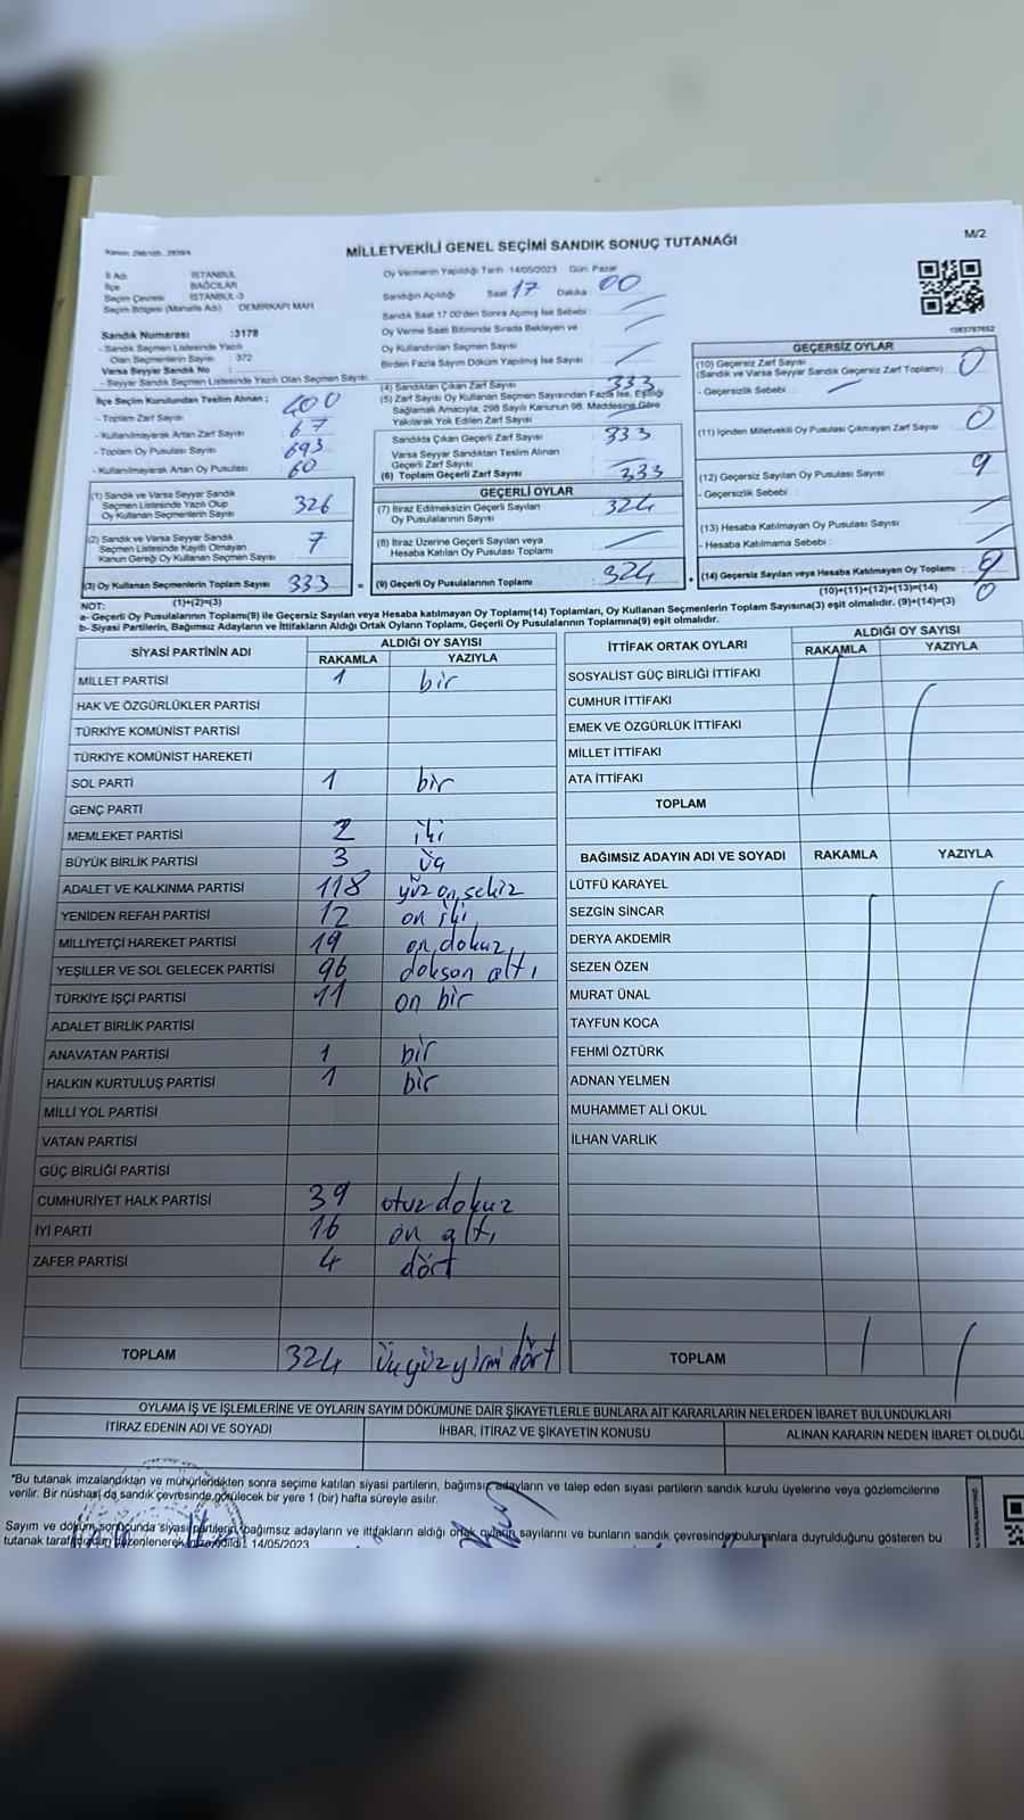 M/2
MİLLETVEKİLİ GENEL SEÇİMİ SANDIK SONUÇ TUTANAĞI
İl Adı : İSTANBUL
İlçe : BAĞCILAR
Seçim Çevresi : İSTANBUL-3
Seçim Bölgesi (Mahalle Adı) : DEMİRKAPI MAH
Sandık Numarası :3178
- Sandık Seçmen Listesinde Yazılı
Olan Seçmenlerin Sayısı : 372
Varsa Seyyar Sandık No :
- Seyyar Sandık Seçmen Listesinde Yazılı Olan Seçmen Sayısı:
İlçe Seçim Kurulundan Teslim Alınan ;
- Toplam Zarf Sayısı : 400
- Kullanılmayarak Artan Zarf Sayısı : 67
- Toplam Oy Pusulası Sayısı : 693
- Kullanılmayarak Artan Oy Pusulası : 60
(1) Sandık ve Varsa Seyyar Sandık
Seçmen Listesinde Yazılı Olup
Oy Kullanan Seçmenlerin Sayısı 326
(2) Sandık ve Varsa Seyyar Sandık
Seçmen Listesinde Kayıtlı Olmayan
Kanun Gereği Oy Kullanan Seçmen Sayısı 7
(3) Oy Kullanan Seçmenlerin Toplam Sayısı 333
(1)+(2)=(3)
Oy Vermenin Yapıldığı Tarih 14/05/2023 Gün: Pazar
Sandığın Açıldığı Saat 17 Dakika 00
Sandık Saat 17.00'den Sonra Açılmış İse Sebebi :
Oy Verme Saati Bitiminde Sırada Bekleyen ve
Oy Kullandırılan Seçmen Sayısı
Birden Fazla Sayım Döküm Yapılmış İse Sayısı
(4) Sandıktan Çıkan Zarf Sayısı 333
(5) Zarf Sayısı Oy Kullanan Seçmen Sayısından Fazla İse, Eşitliği
Sağlamak Amacıyla, 298 Sayılı Kanunun 98. Maddesine Göre
Yakılarak Yok Edilen Zarf Sayısı
Sandıkta Çıkan Geçerli Zarf Sayısı 333
Varsa Seyyar Sandıktan Teslim Alınan
Geçerli Zarf Sayısı
(6) Toplam Geçerli Zarf Sayısı 333
GEÇERLİ OYLAR
(7) İtiraz Edilmeksizin Geçerli Sayılan
Oy Pusulalarının Sayısı 324
(8) İtiraz Üzerine Geçerli Sayılan veya
Hesaba Katılan Oy Pusulası Toplamı
(9) Geçerli Oy Pusulalarının Toplamı 324
GEÇERSİZ OYLAR
(10) Geçersiz Zarf Sayısı 0
(Sandık ve Varsa Seyyar Sandık Geçersiz Zarf Toplamı)
- Geçersizlik Sebebi :
(11) İçinden Milletvekili Oy Pusulası Çıkmayan Zarf Sayısı 0
(12) Geçersiz Sayılan Oy Pusulası Sayısı 9
- Geçersizlik Sebebi :
(13) Hesaba Katılmayan Oy Pusulası Sayısı
- Hesaba Katılmama Sebebi :
(14) Geçersiz Sayılan veya Hesaba Katılmayan Oy Toplamı 9
(10)+(11)+(12)+(13)=(14)
NOT:
a- Geçerli Oy Pusulalarının Toplamı(9) ile Geçersiz Sayılan veya Hesaba katılmayan Oy Toplamı(14) Toplamları, Oy Kullanan Seçmenlerin Toplam Sayısına(3) eşit olmalıdır. (9)+(14)=(3)
b- Siyasi Partilerin, Bağımsız Adayların ve İttifakların Aldığı Ortak Oyların Toplamı, Geçerli Oy Pusulalarının Toplamına(9) eşit olmalıdır.
SİYASİ PARTİNİN ADI ALDIĞI OY SAYISI
RAKAMLA YAZIYLA
MİLLET PARTİSİ 1 bir
HAK VE ÖZGÜRLÜKLER PARTİSİ
TÜRKİYE KOMÜNİST PARTİSİ
TÜRKİYE KOMÜNİST HAREKETİ
SOL PARTİ 1 bir
GENÇ PARTİ
MEMLEKET PARTİSİ 2 iki
BÜYÜK BİRLİK PARTİSİ 3 üç
ADALET VE KALKINMA PARTİSİ 118 yüz on sekiz
YENİDEN REFAH PARTİSİ 12 on iki
MİLLİYETÇİ HAREKET PARTİSİ 19 on dokuz
YEŞİLLER VE SOL GELECEK PARTİSİ 96 doksan altı
TÜRKİYE İŞÇİ PARTİSİ 11 on bir
ADALET BİRLİK PARTİSİ
ANAVATAN PARTİSİ 1 bir
HALKIN KURTULUŞ PARTİSİ 1 bir
MİLLİ YOL PARTİSİ
VATAN PARTİSİ
GÜÇ BİRLİĞİ PARTİSİ
CUMHURİYET HALK PARTİSİ 39 otuz dokuz
İYİ PARTİ 16 on altı
ZAFER PARTİSİ 4 dört
TOPLAM 324 üçyüzyirmi dört
İTTİFAK ORTAK OYLARI ALDIĞI OY SAYISI
RAKAMLA YAZIYLA
SOSYALİST GÜÇ BİRLİĞİ İTTİFAKI
CUMHUR İTTİFAKI
EMEK VE ÖZGÜRLÜK İTTİFAKI
MİLLET İTTİFAKI
ATA İTTİFAKI
TOPLAM
BAĞIMSIZ ADAYIN ADI VE SOYADI RAKAMLA YAZIYLA
LÜTFÜ KARAYEL
SEZGİN SİNCAR
DERYA AKDEMİR
SEZEN ÖZEN
MURAT ÜNAL
TAYFUN KOCA
FEHMİ ÖZTÜRK
ADNAN YELMEN
MUHAMMET ALİ OKUL
İLHAN VARLIK
TOPLAM
OYLAMA İŞ VE İŞLEMLERİNE VE OYLARIN SAYIM DÖKÜMÜNE DAİR ŞİKAYETLERLE BUNLARA AİT KARARLARIN NELERDEN İBARET BULUNDUKLARI
İTİRAZ EDENİN ADI VE SOYADI İHBAR, İTİRAZ VE ŞİKAYETİN KONUSU ALINAN KARARIN NEDEN İBARET OLDUĞU
"Bu tutanak imzalandıktan ve mühürlendikten sonra seçime katılan siyasi partilerin, bağımsız adayların ve talep eden siyasi partilerin sandık kurulu üyelerine veya gözlemcilerine
verilir. Bir nüshası da sandık çevresinde görülecek bir yere 1 (bir) hafta süreyle asılır.
Sayım ve döküm sonucunda siyasi partilerin, bağımsız adayların ve ittifakların aldığı ortak oyların sayılarını ve bunların sandık çevresinde bulunanlara duyrulduğunu gösteren bu
tutanak tarafımızdan düzenlenerek imzalandı. 14/05/2023